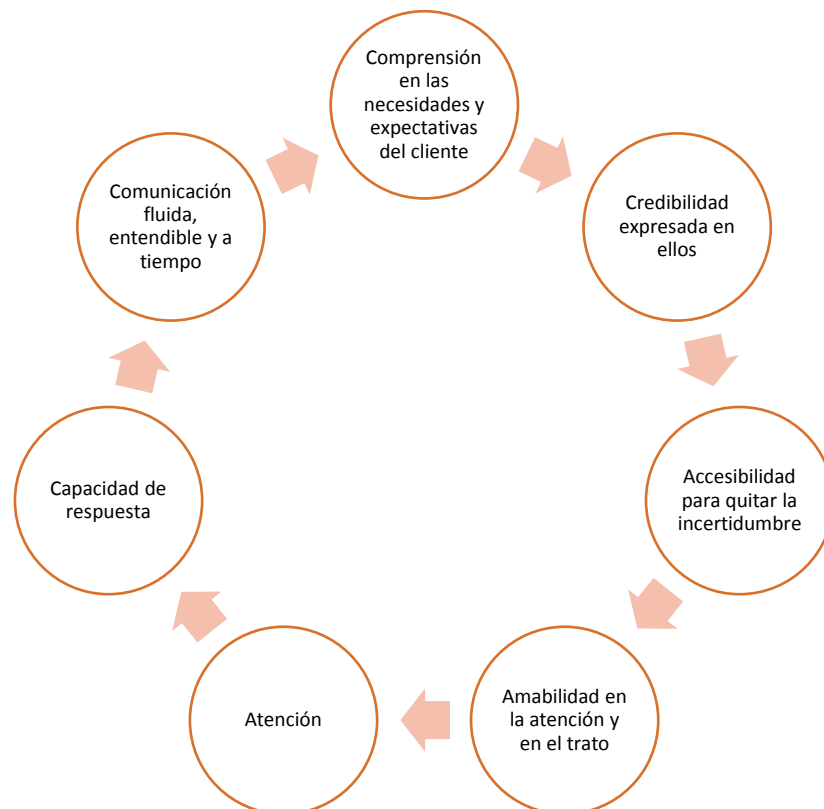 Comprensión
en las
necesidades y
expectativas
del cliente
Credibilidad
expresada en
ellos
Accesibilidad
para quitar la
incertidumbre
Amabilidad en
la atención y
en el trato
Atención
Capacidad de
respuesta
Comunicación
fluida,
entendible y a
tiempo